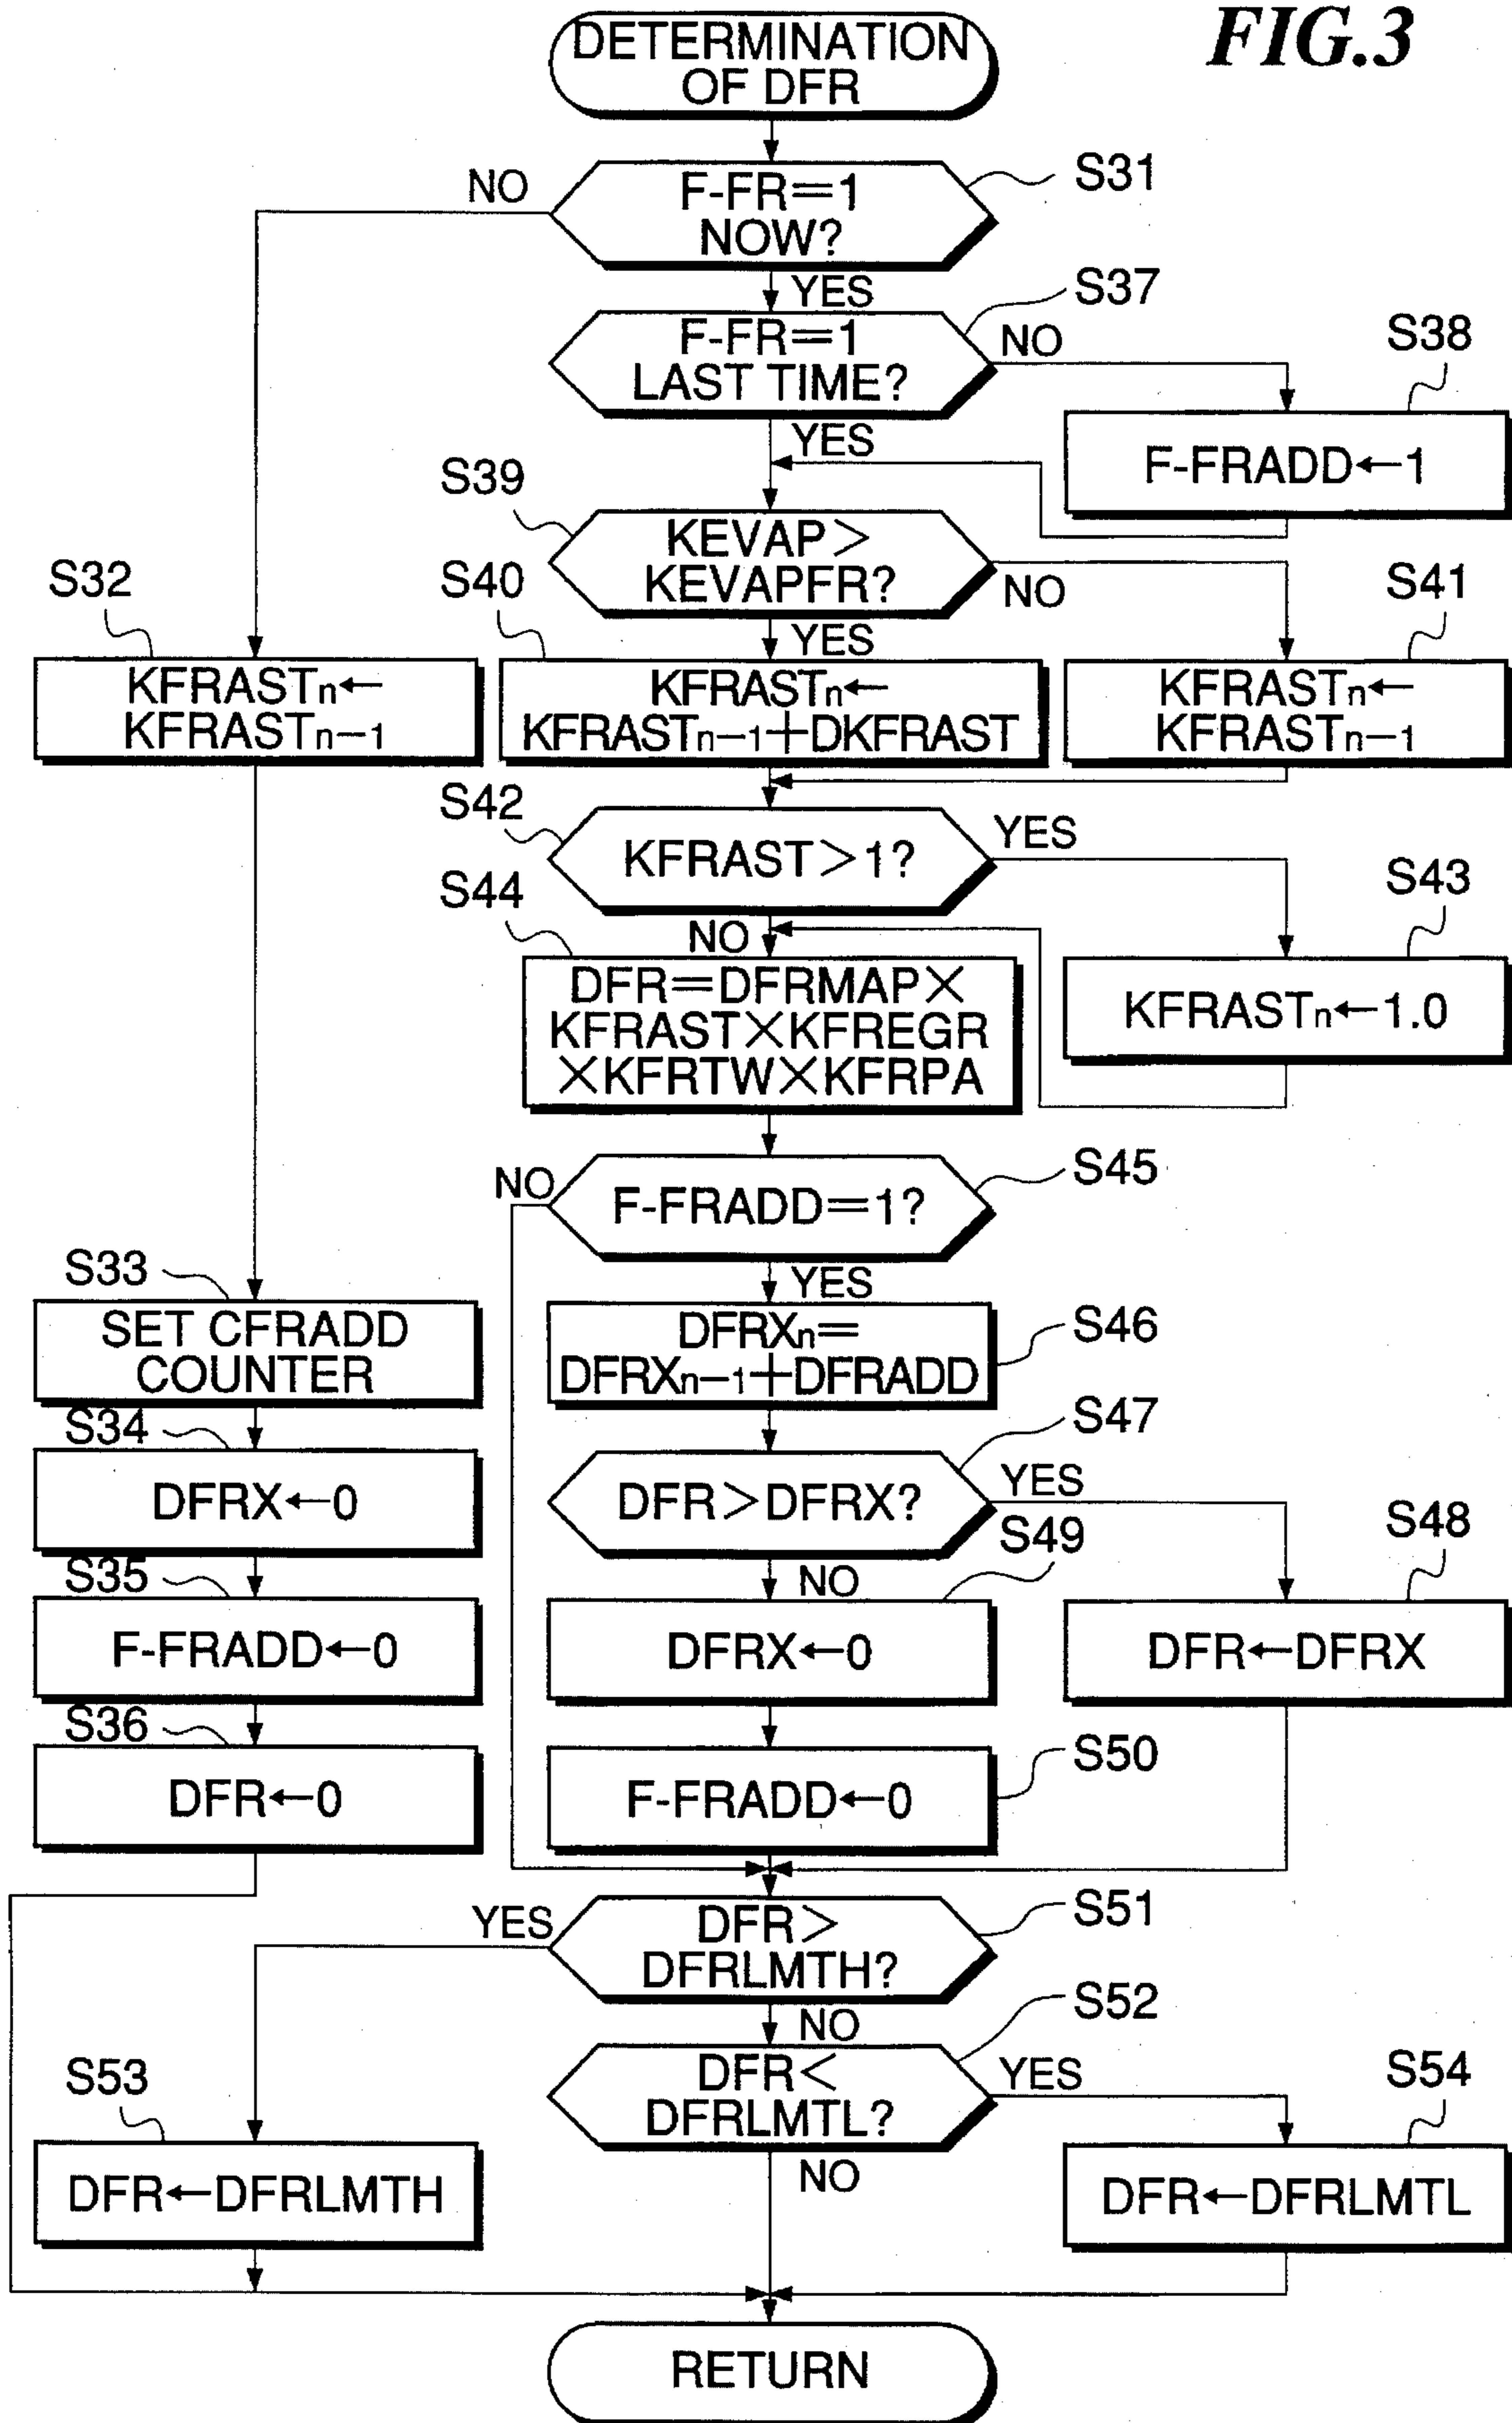 FIG.3
DETERMINATION
OF DFR
S31
NO
F-FR=1
NOW?
YES
S37
F-FR=1
LAST TIME?
NO
S38
YES
F-FRADD←1
S39
KEVAP>
KEVAPFR?
NO
S32
S40
S41
YES
KFRASTn←
KFRASTn-1
KFRASTn←
KFRASTn-1+DKFRAST
KFRASTn←
KFRASTn-1
S42
KFRAST>1?
YES
S43
S44
NO
DFR=DFRMAP×
KFRAST×KFREGR
×KFRTW×KFRPA
KFRASTn←1.0
S45
NO
F-FRADD=1?
YES
S33
SET CFRADD
COUNTER
DFRXn=
DFRXn-1+DFRADD
S46
S34
S47
DFRX←0
DFR>DFRX?
YES
S49
S48
S35
NO
F-FRADD←0
DFRX←0
DFR←DFRX
S36
S50
DFR←0
F-FRADD←0
S51
YES
DFR>
DFRLMTH?
NO
S52
S53
DFR<
DFRLMTL?
YES
S54
NO
DFR←DFRLMTH
DFR←DFRLMTL
RETURN